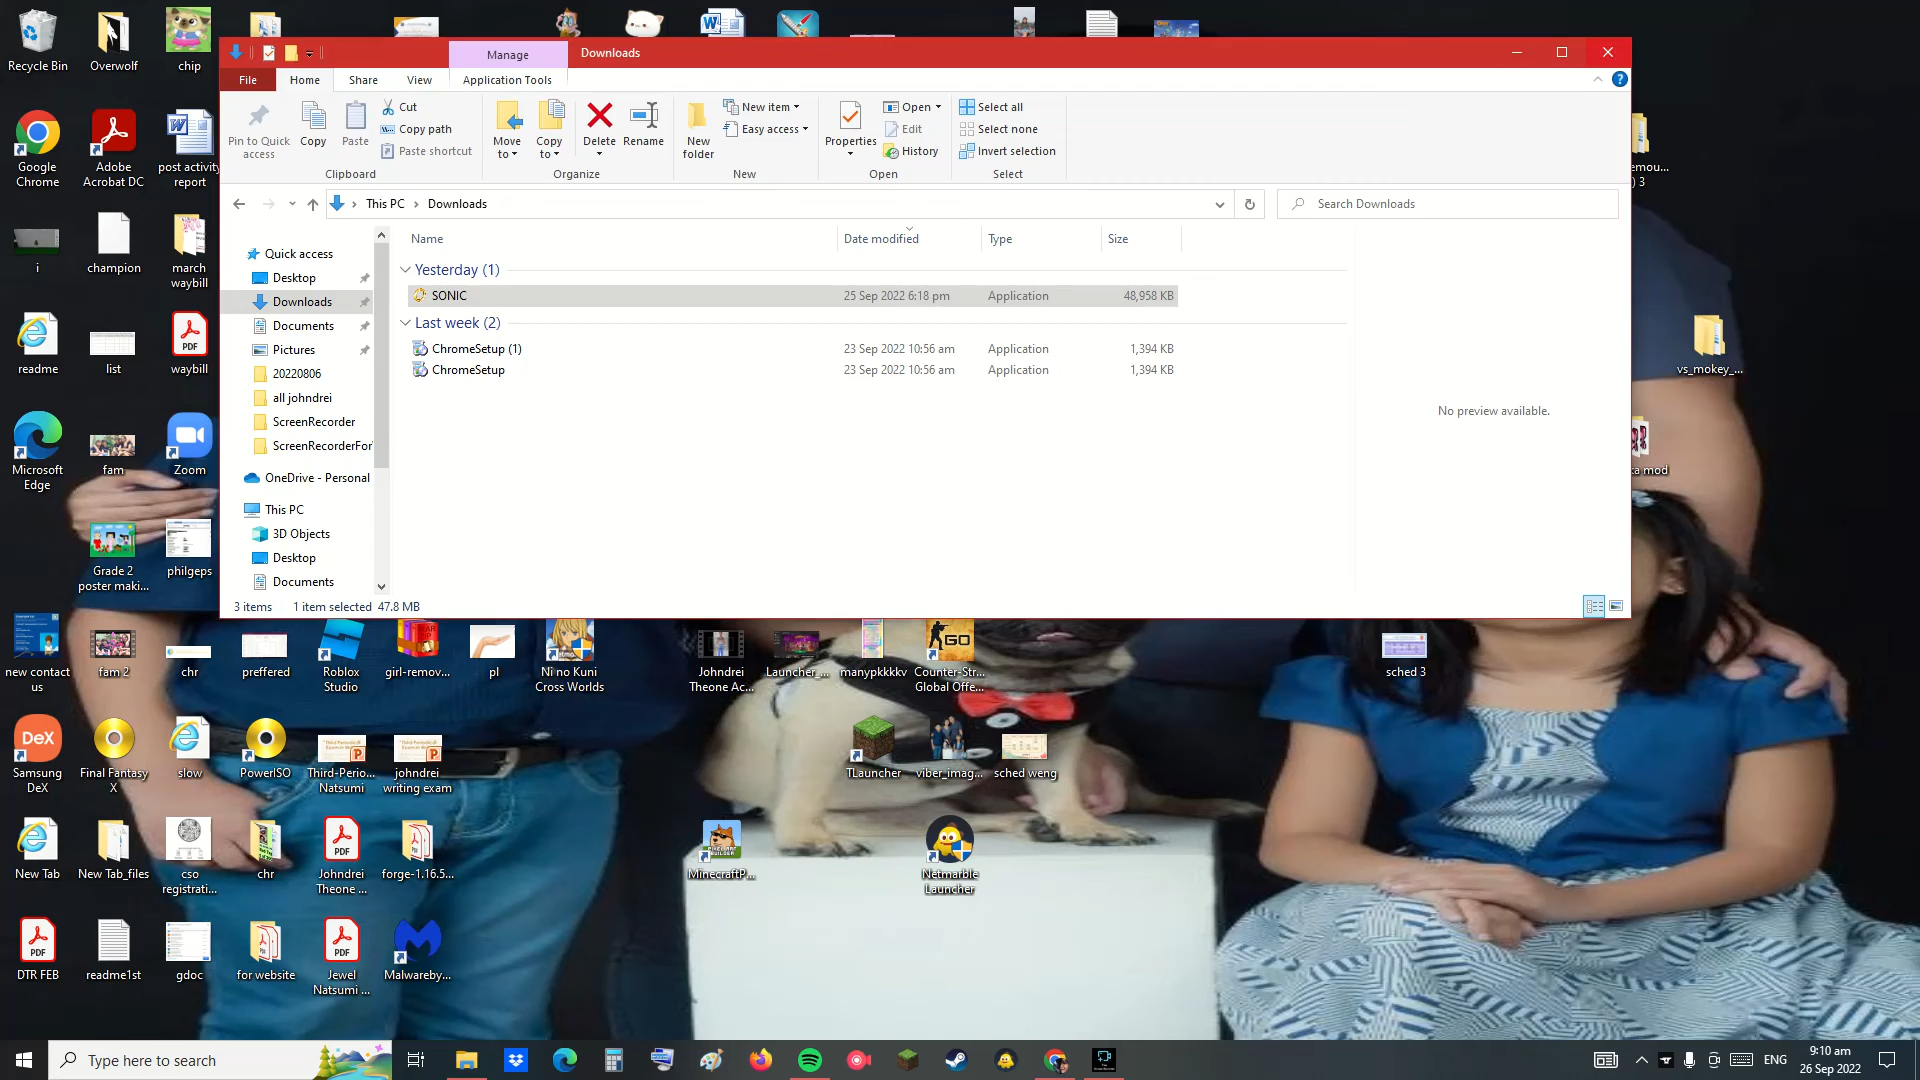 Manage
Downloads
File
Home
Share
View
Application Tools
Pin to Quick
access
Copy
Paste
Cut
Copy path
Paste shortcut
Clipboard
Move
to
Copy
to
Delete
Rename
Organize
New
folder
New item
Easy access
New
Properties
Open
Edit
History
Open
Select all
Select none
Invert selection
Select
This PC
Downloads
Search Downloads
Name
Date modified
Type
Size
Yesterday (1)
SONIC
25 Sep 2022 6:18 pm
Application
48,958 KB
Last week (2)
ChromeSetup (1)
23 Sep 2022 10:56 am
Application
1,394 KB
ChromeSetup
23 Sep 2022 10:56 am
Application
1,394 KB
No preview available.
Quick access
Desktop
Downloads
Documents
Pictures
20220806
all johndrei
ScreenRecorder
ScreenRecorderFor
OneDrive - Personal
This PC
3D Objects
Desktop
Documents
3 items
1 item selected
47.8 MB
Recycle Bin
Overwolf
chip
Google
Chrome
Adobe
Acrobat DC
post activity
report
i
champion
march
waybill
readme
list
waybill
Microsoft
Edge
fam
Zoom
Grade 2
poster maki...
philgeps
new contact
us
fam 2
chr
preffered
Roblox
Studio
girl-remov...
pl
Ni no Kuni
Cross Worlds
Johndrei
Theone Ac...
Launcher_...
manypkkkkv
Counter-Str...
Global Offe...
sched 3
Samsung
DeX
Final Fantasy
X
slow
PowerISO
Third-Perio...
Natsumi
johndrei
writing exam
TLauncher
viber_imag...
sched weng
New Tab
New Tab_files
cso
registrati...
chr
Johndrei
Theone ...
forge-1.16.5...
MinecraftP...
Netmarble
Launcher
DTR FEB
readme1st
gdoc
for website
Jewel
Natsumi ...
Malwareby...
vs_mokey_...
emou...
) 3
ca mod
Type here to search
ENG
9:10 am
26 Sep 2022